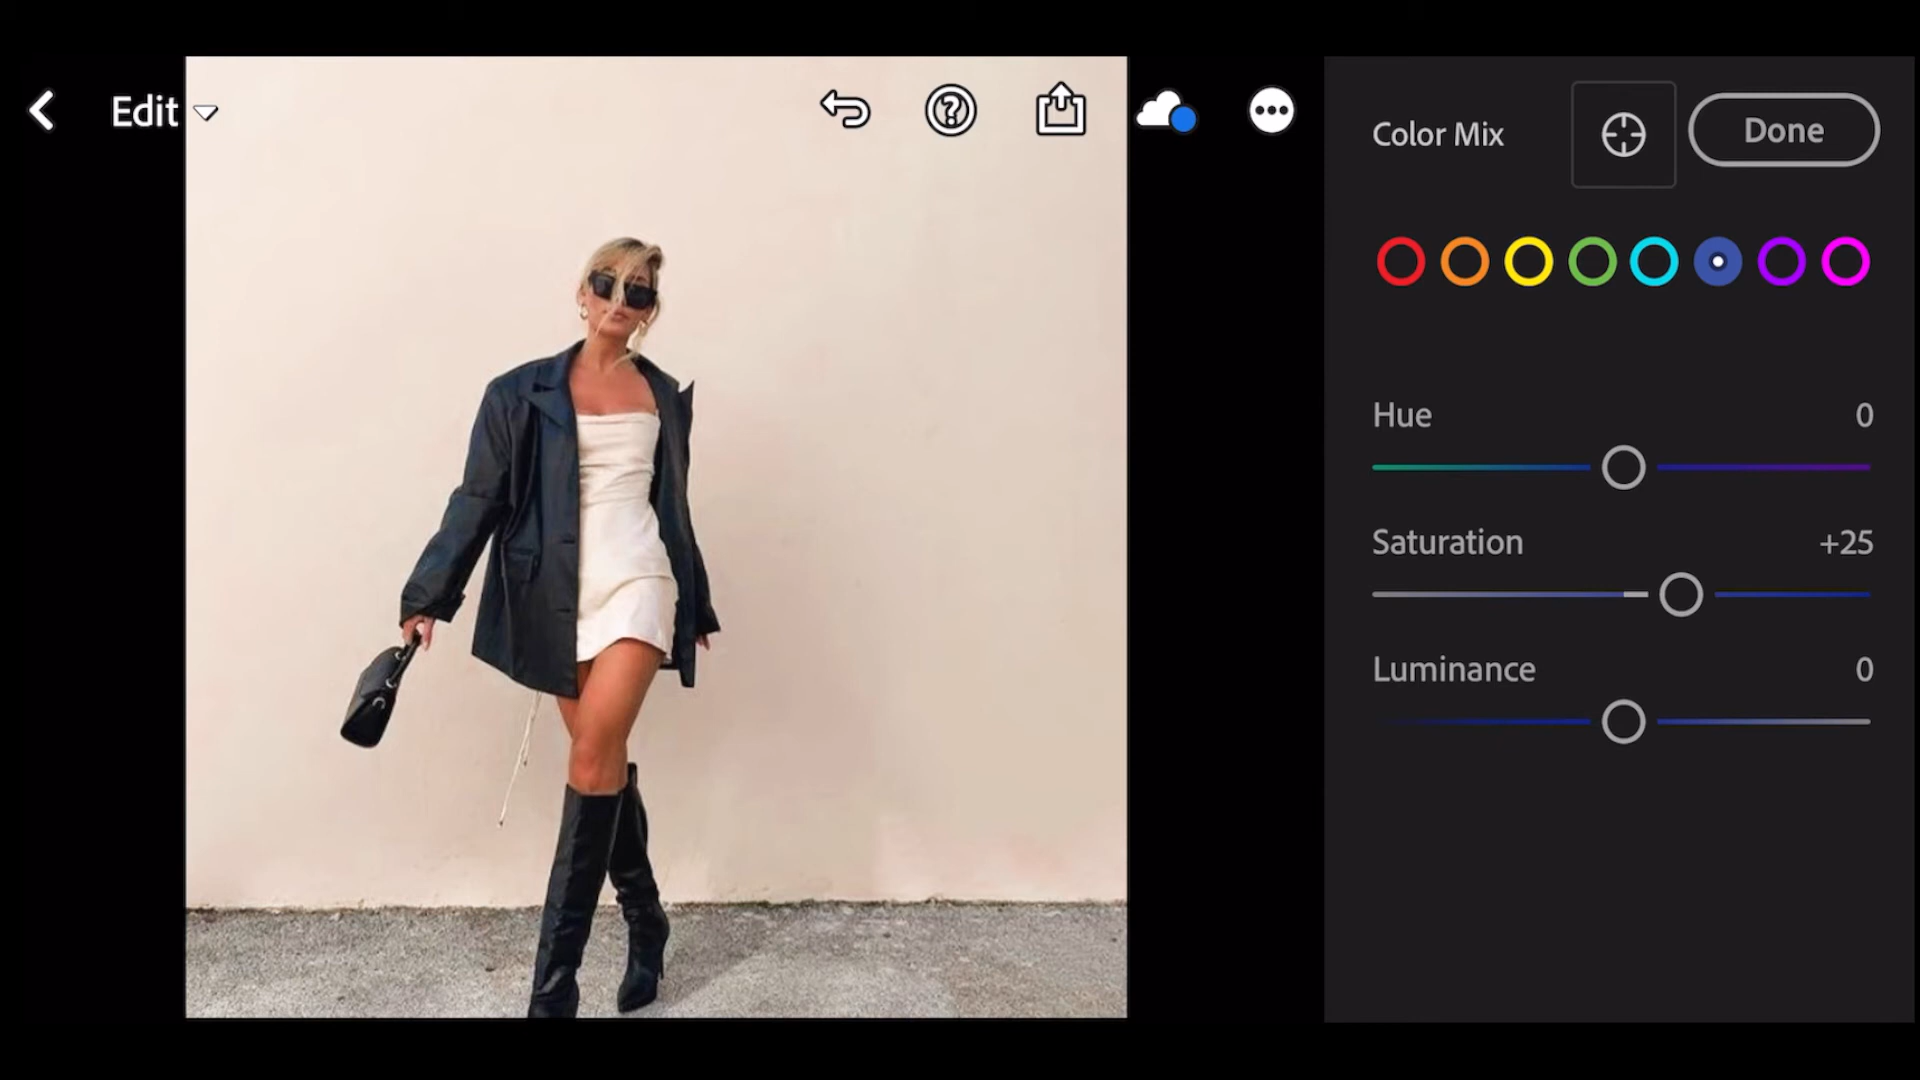 Edit
Color Mix
Done
Hue 0
Saturation +25
Luminance 0